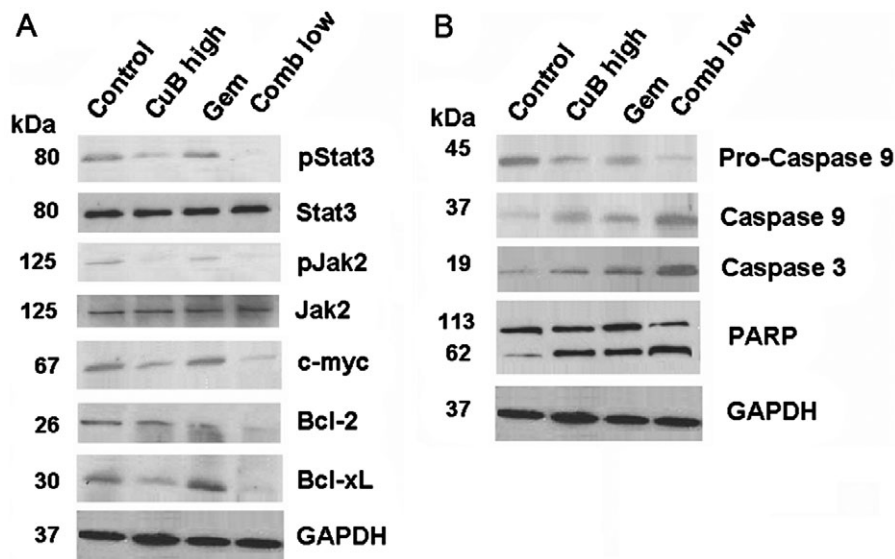 A
Control
CuB high
Gem
Comb low
kDa
80 pStat3
80 Stat3
125 pJak2
125 Jak2
67 c-myc
26 Bcl-2
30 Bcl-xL
37 GAPDH
B
Control
CuB high
Gem
Comb low
kDa
45 Pro-Caspase 9
37 Caspase 9
19 Caspase 3
113
PARP
62
37 GAPDH